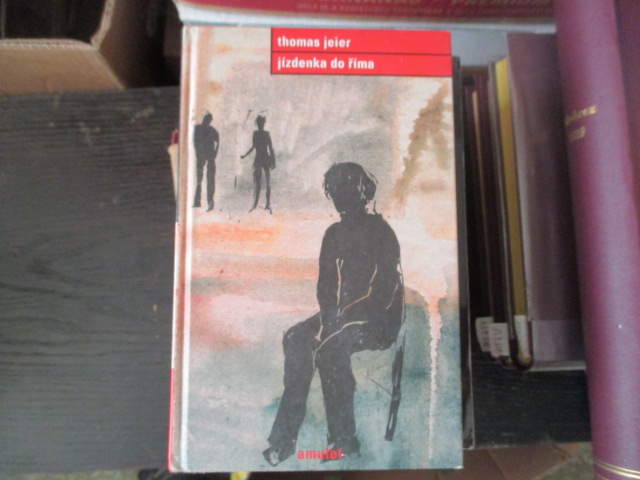 thomas jeier
jízdenka do říma
amulet